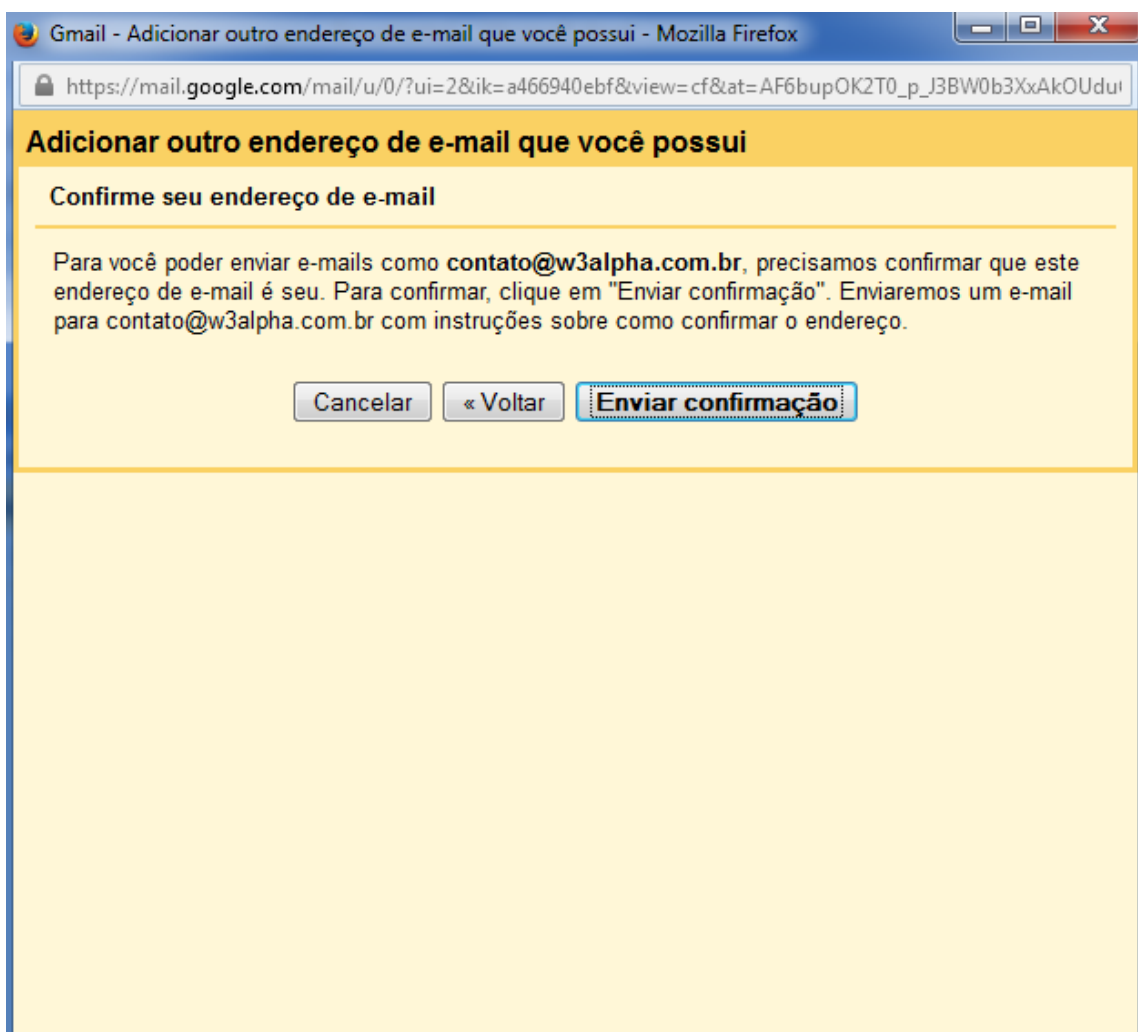 Gmail - Adicionar outro endereço de e-mail que você possui - Mozilla Firefox
https://mail.google.com/mail/u/0/?ui=2&ik=a466940ebf&view=cf&at=AF6bupOK2T0_p_J3BW0b3XxAkOUdu
Adicionar outro endereço de e-mail que você possui
Confirme seu endereço de e-mail
Para você poder enviar e-mails como contato@w3alpha.com.br, precisamos confirmar que este
endereço de e-mail é seu. Para confirmar, clique em "Enviar confirmação". Enviaremos um e-mail
para contato@w3alpha.com.br com instruções sobre como confirmar o endereço.
Cancelar « Voltar Enviar confirmação